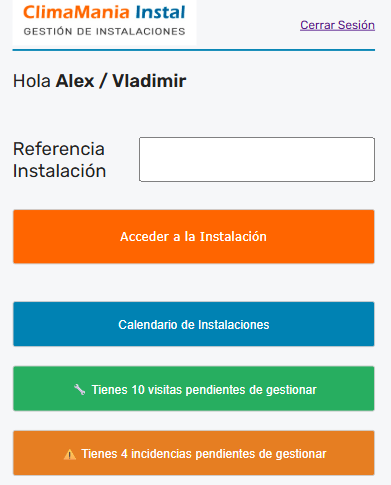 ClimaMania Instal
GESTIÓN DE INSTALACIONES
Cerrar Sesión
Hola Alex / Vladimir
Referencia
Instalación
Acceder a la Instalación
Calendario de Instalaciones
🔧 Tienes 10 visitas pendientes de gestionar
⚠️ Tienes 4 incidencias pendientes de gestionar